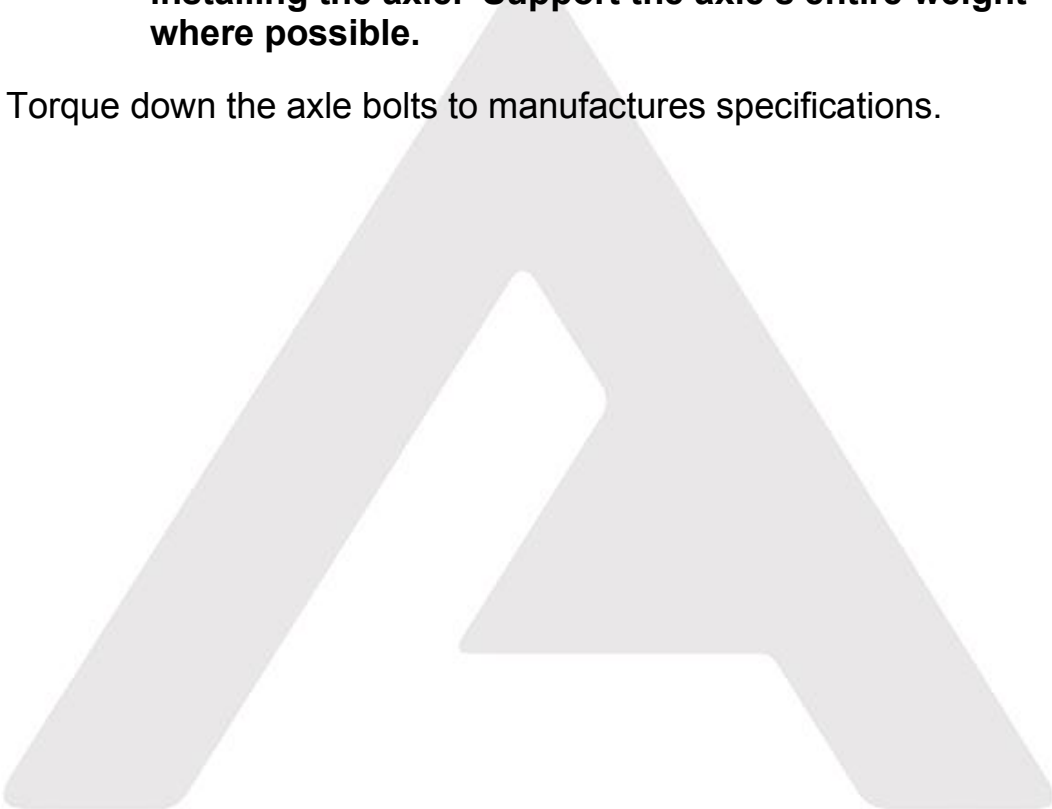 installing the axle. Support the axle's entire weight
where possible.
Torque down the axle bolts to manufactures specifications.